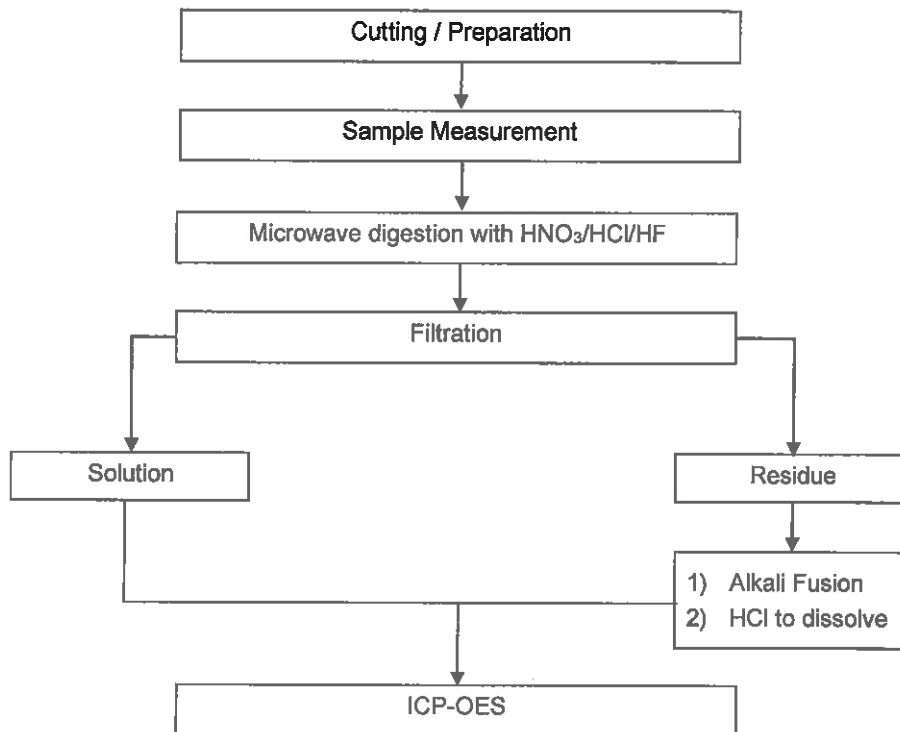 Cutting / Preparation
Sample Measurement
Microwave digestion with HNO₃/HCl/HF
Filtration
Solution
Residue
1) Alkali Fusion
2) HCl to dissolve
ICP-OES